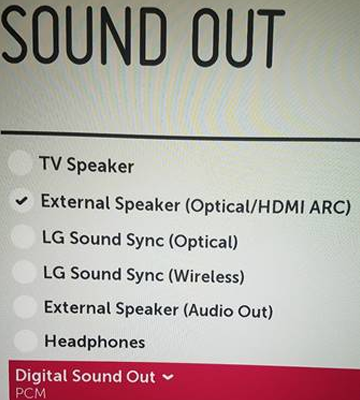 SOUND OUT
TV Speaker
External Speaker (Optical/HDMI ARC)
LG Sound Sync (Optical)
LG Sound Sync (Wireless)
External Speaker (Audio Out)
Headphones
Digital Sound Out
PCM